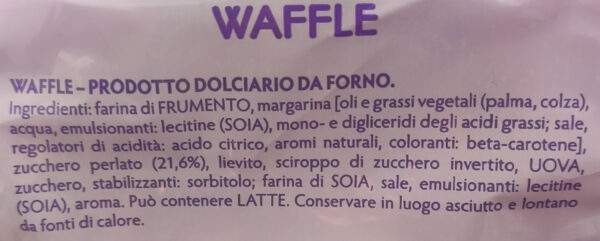 WAFFLE
WAFFLE – PRODOTTO DOLCIARIO DA FORNO.
Ingredienti: farina di FRUMENTO, margarina [oli e grassi vegetali (palma, colza),
acqua, emulsionanti: lecitine (SOIA), mono- e digliceridi degli acidi grassi; sale,
regolatori di acidità: acido citrico, aromi naturali, coloranti: beta-carotene],
zucchero perlato (21,6%), lievito, sciroppo di zucchero invertito, UOVA,
zucchero, stabilizzanti: sorbitolo; farina di SOIA, sale, emulsionanti: lecitine
(SOIA), aroma. Può contenere LATTE. Conservare in luogo asciutto e lontano
da fonti di calore.